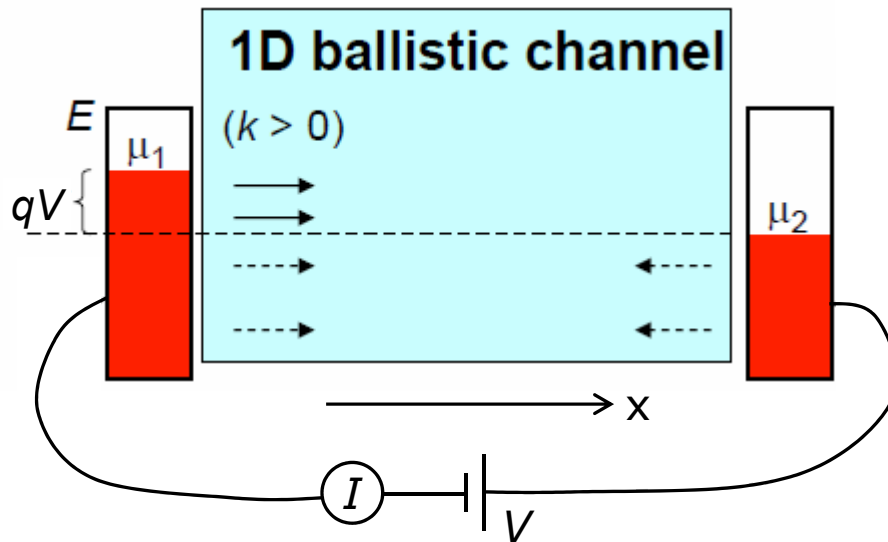 1D ballistic channel
E
(k > 0)
μ1
qV
μ2
x
I
V